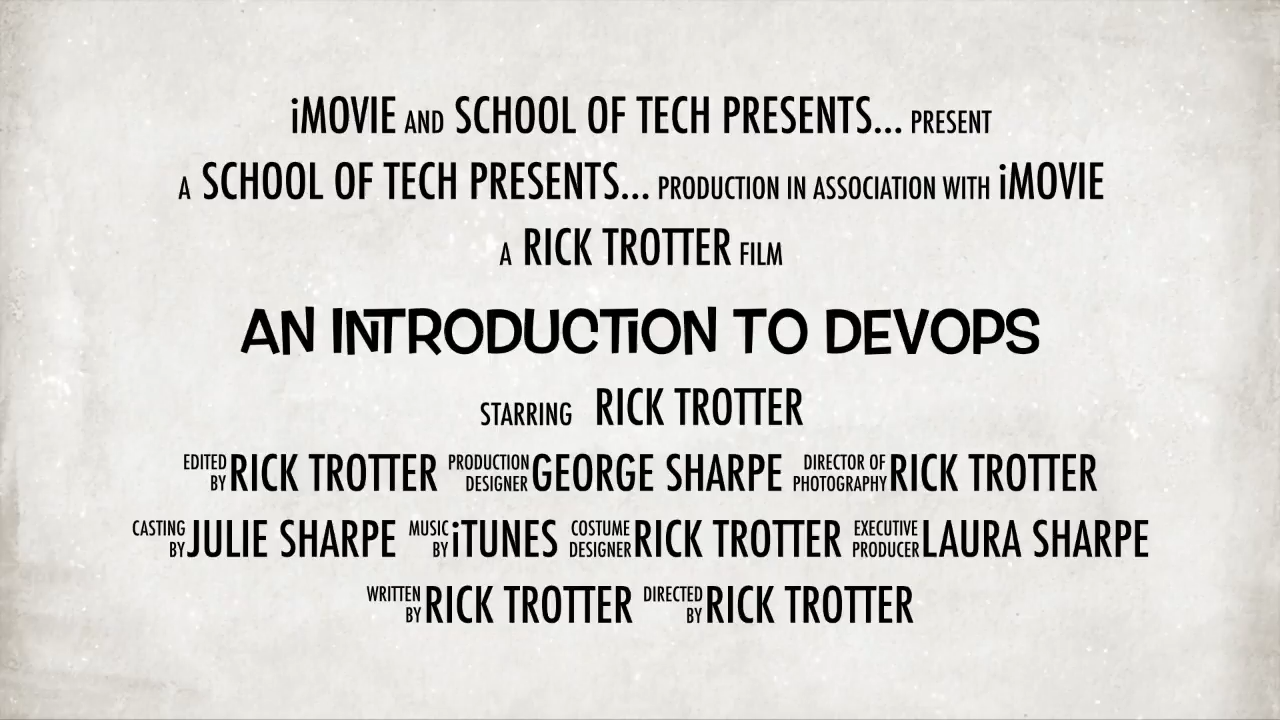 iMOVIE AND SCHOOL OF TECH PRESENTS... PRESENT
A SCHOOL OF TECH PRESENTS... PRODUCTION IN ASSOCIATION WITH iMOVIE
A RICK TROTTER FILM
AN INTRODUCTION TO DEVOPS
STARRING RICK TROTTER
EDITED BY RICK TROTTER PRODUCTION DESIGNER GEORGE SHARPE DIRECTOR OF PHOTOGRAPHY RICK TROTTER
CASTING BY JULIE SHARPE MUSIC BY iTUNES COSTUME DESIGNER RICK TROTTER EXECUTIVE PRODUCER LAURA SHARPE
WRITTEN BY RICK TROTTER DIRECTED BY RICK TROTTER